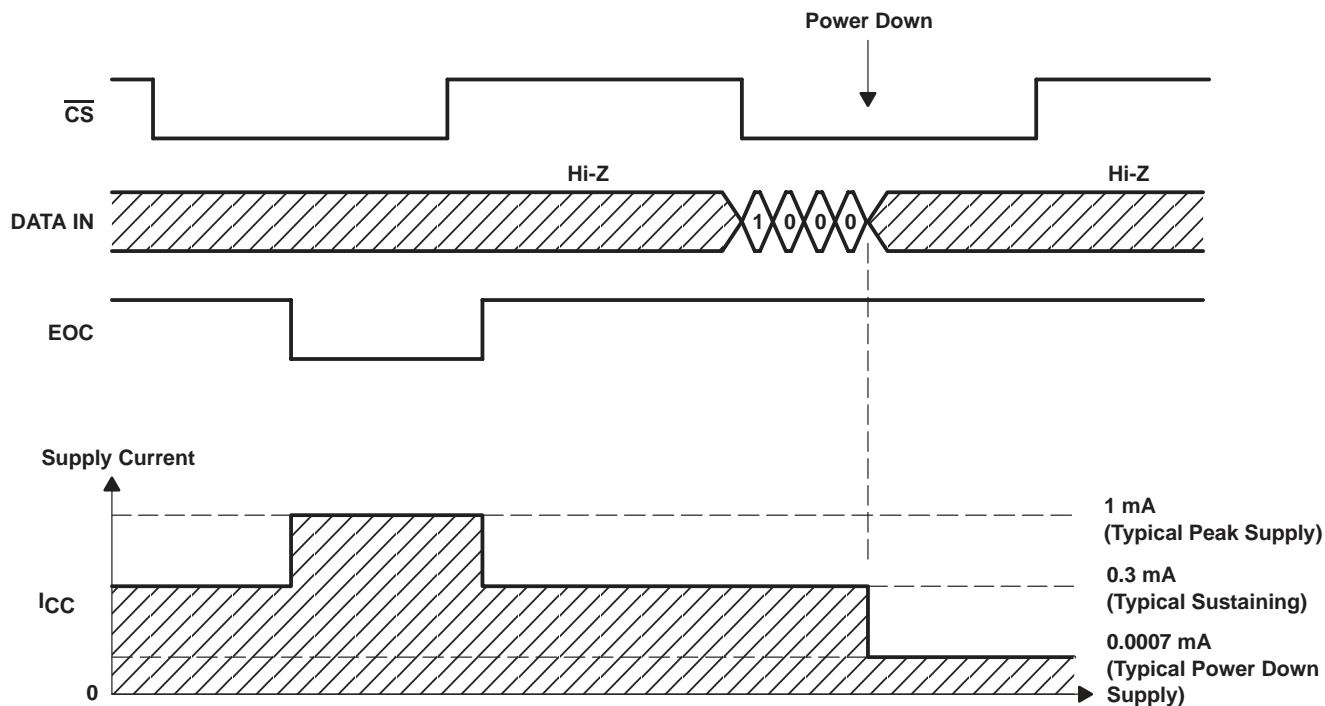 Power Down
CS
Hi-Z
Hi-Z
DATA IN
1 0 0 0
EOC
Supply Current
1 mA
(Typical Peak Supply)
0.3 mA
(Typical Sustaining)
ICC
0.0007 mA
(Typical Power Down
Supply)
0